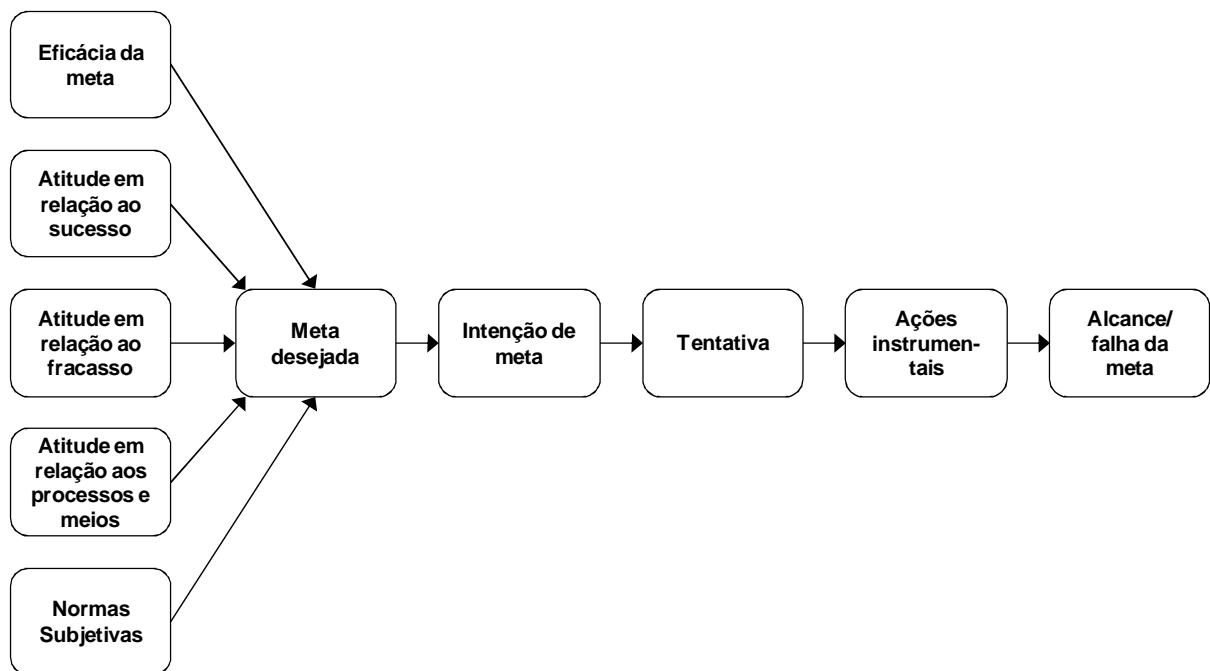 Eficácia da
meta
Atitude em
relação ao
sucesso
Atitude em
relação ao
fracasso
Atitude em
relação aos
processos e
meios
Normas
Subjetivas
Meta
desejada
Intenção de
meta
Tentativa
Ações
instrumen-
tais
Alcance/
falha da
meta